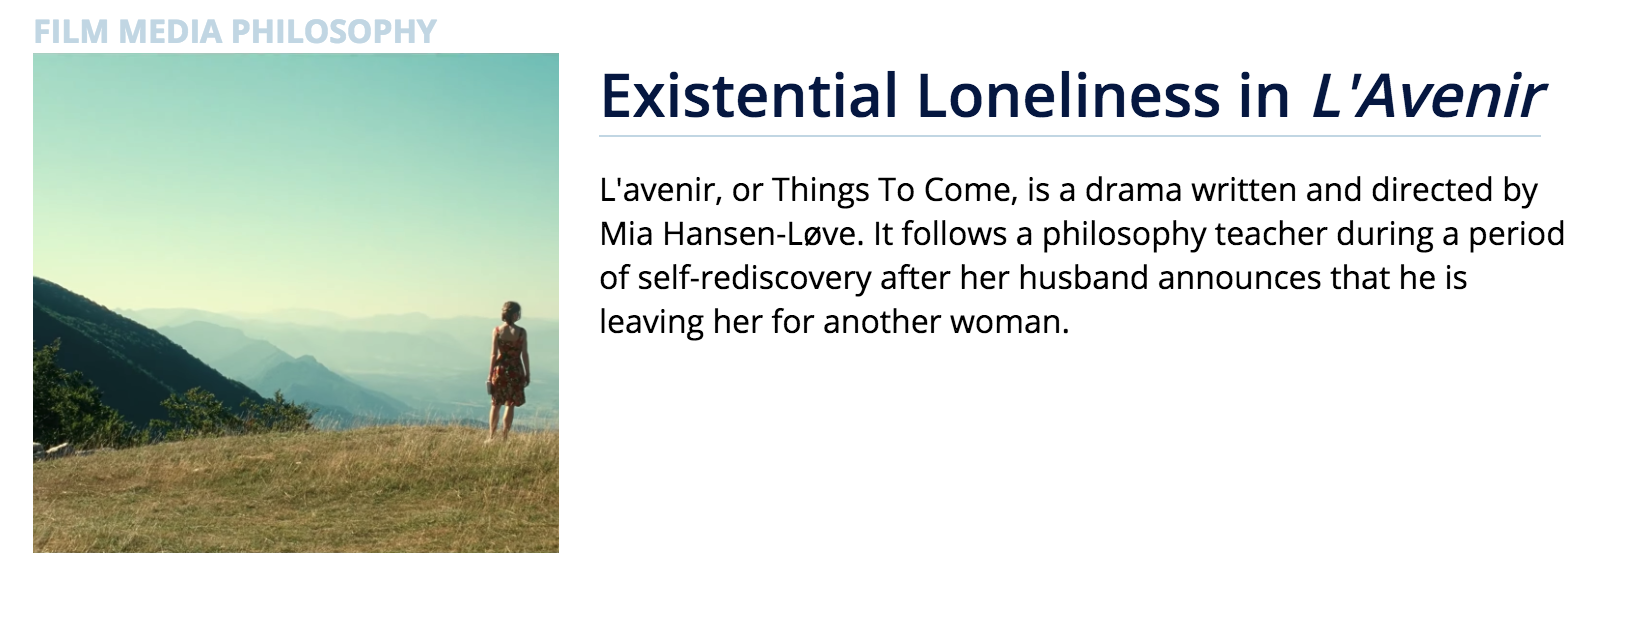 FILM MEDIA PHILOSOPHY
Existential Loneliness in L'Avenir
L'avenir, or Things To Come, is a drama written and directed by
Mia Hansen-Løve. It follows a philosophy teacher during a period
of self-rediscovery after her husband announces that he is
leaving her for another woman.